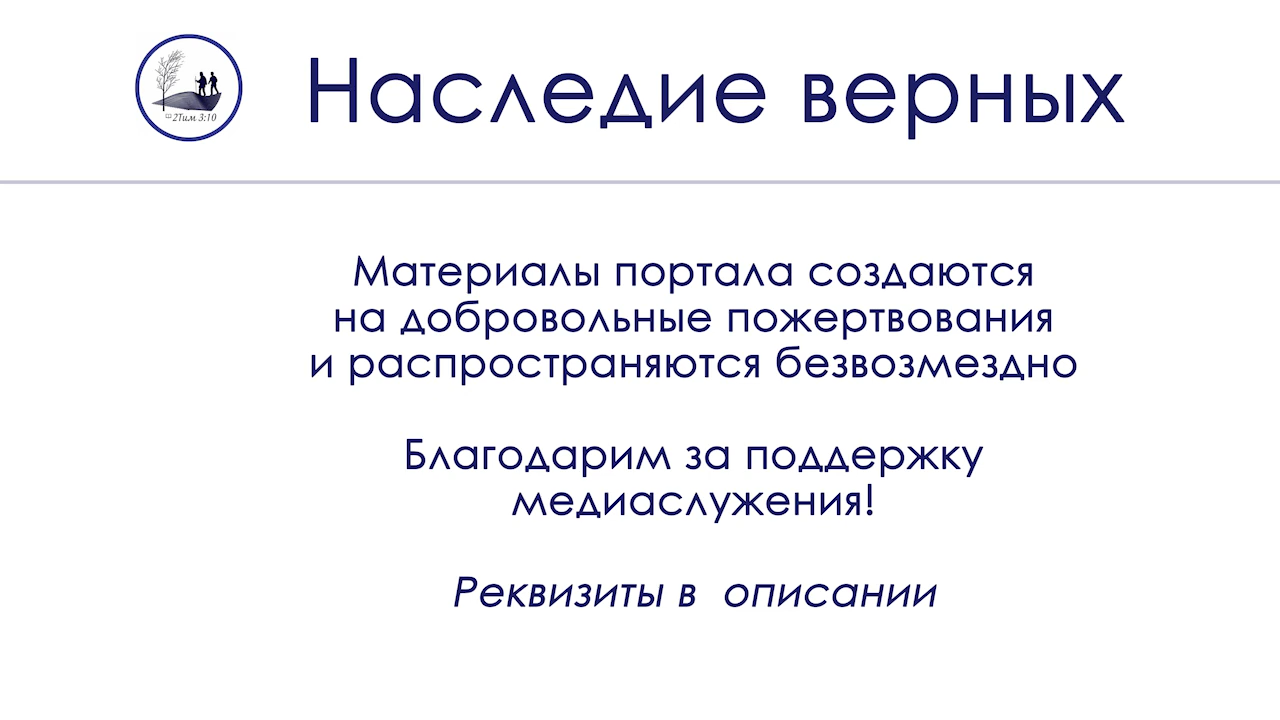 2Тим 3:10
Наследие верных
Материалы портала создаются
на добровольные пожертвования
и распространяются безвозмездно
Благодарим за поддержку
медиаслужения!
Реквизиты в описании